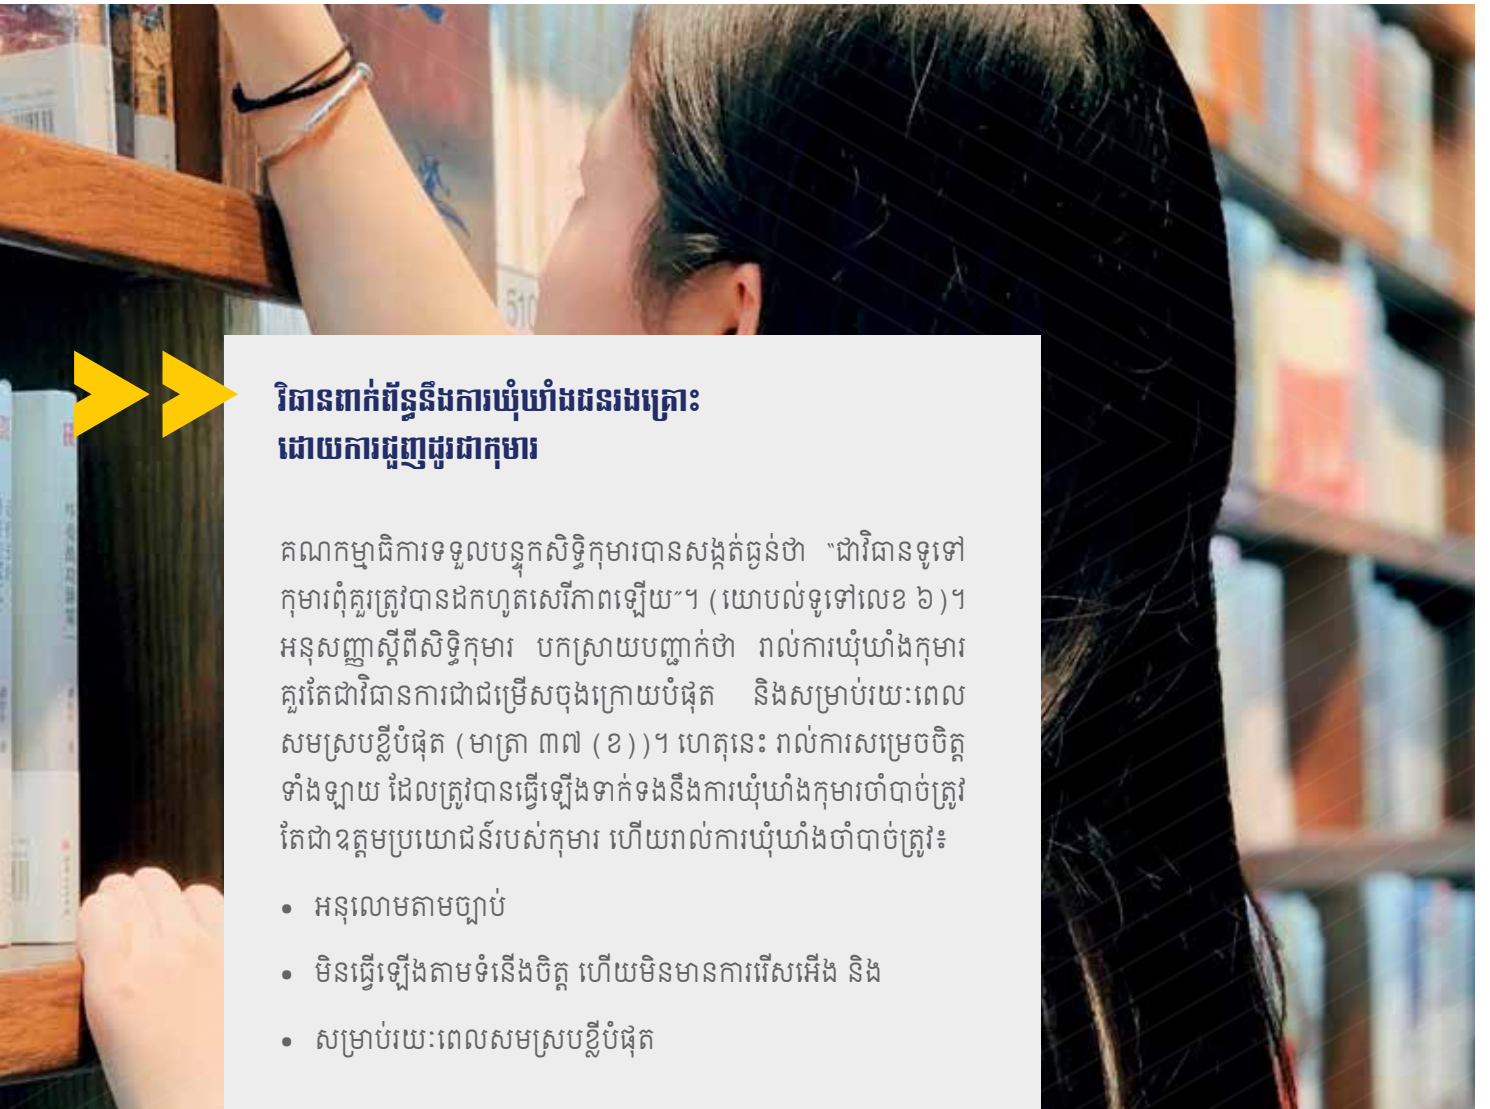 510
វិធានពាក់ព័ន្ធនឹងការឃុំឃាំងជនរងគ្រោះ
ដោយការជួញដូរជាកុមារ
គណកម្មាធិការទទួលបន្ទុកសិទ្ធិកុមារបានសង្កត់ធ្ងន់ថា "ជាវិធានទូទៅ
កុមារពុំគួរត្រូវបានដកហូតសេរីភាពឡើយ"។ (យោបល់ទូទៅលេខ ៦)។
អនុសញ្ញាស្តីពីសិទ្ធិកុមារ បកស្រាយបញ្ជាក់ថា រាល់ការឃុំឃាំងកុមារ
គួរតែជាវិធានការជាជម្រើសចុងក្រោយបំផុត និងសម្រាប់រយៈពេល
សមស្របខ្លីបំផុត (មាត្រា ៣៧ (ខ))។ ហេតុនេះ រាល់ការសម្រេចចិត្ត
ទាំងឡាយ ដែលត្រូវបានធ្វើឡើងទាក់ទងនឹងការឃុំឃាំងកុមារចាំបាច់ត្រូវ
តែជាឧត្តមប្រយោជន៍របស់កុមារ ហើយរាល់ការឃុំឃាំងចាំបាច់ត្រូវ៖
• អនុលោមតាមច្បាប់
• មិនធ្វើឡើងតាមទំនើងចិត្ត ហើយមិនមានការរើសអើង និង
• សម្រាប់រយៈពេលសមស្របខ្លីបំផុត